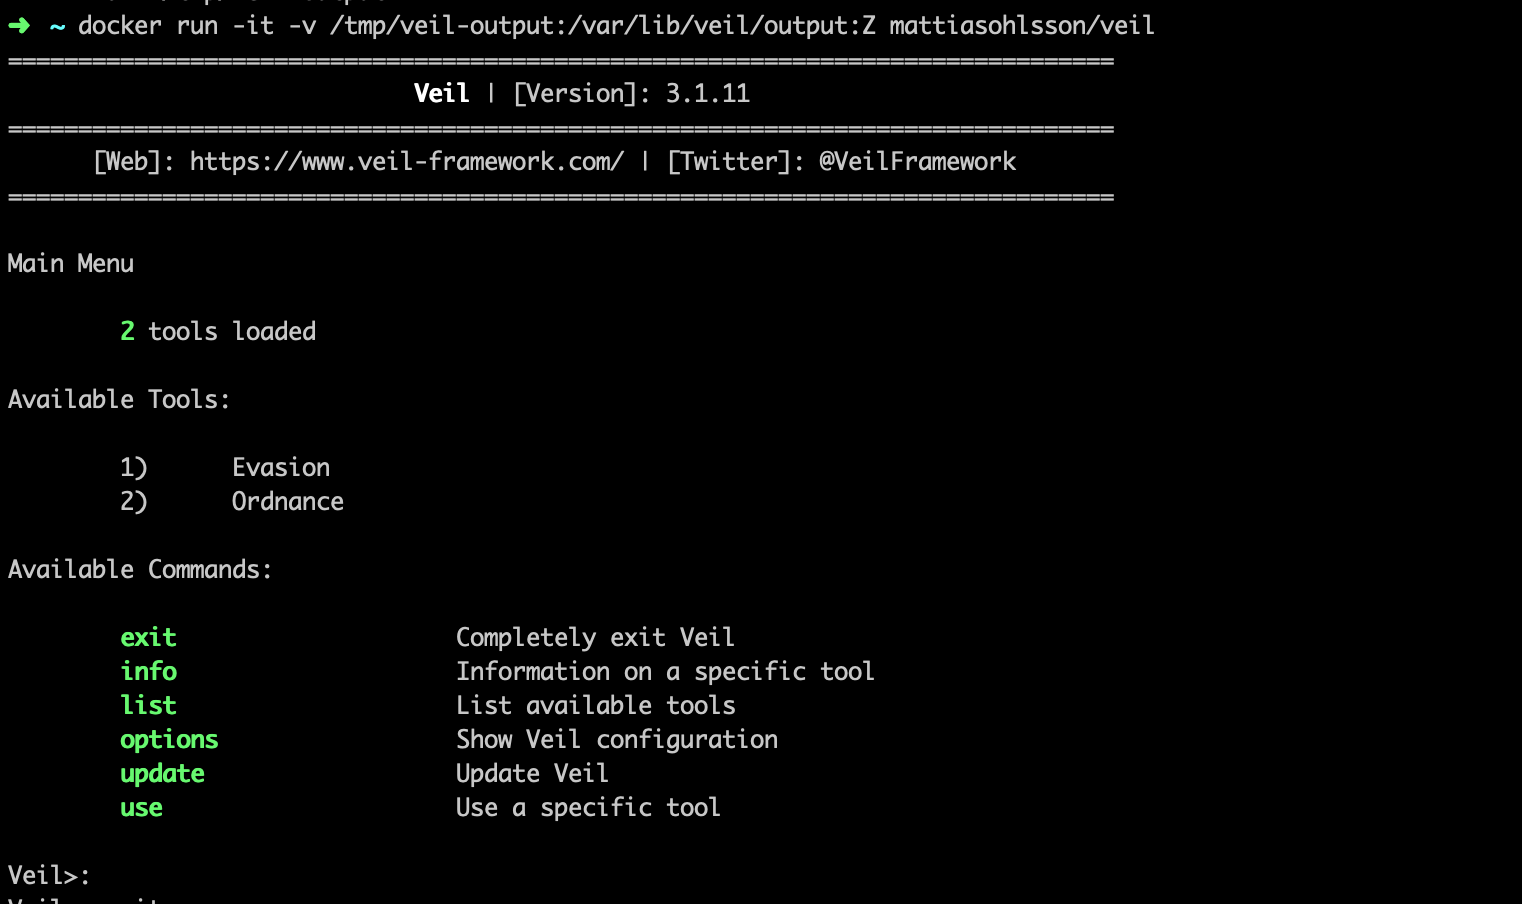 ➜ ~ docker run -it -v /tmp/veil-output:/var/lib/veil/output:Z mattiasohlsson/veil
===============================================================================
Veil | [Version]: 3.1.11
===============================================================================
[Web]: https://www.veil-framework.com/ | [Twitter]: @VeilFramework
===============================================================================
Main Menu
2 tools loaded
Available Tools:
1) Evasion
2) Ordnance
Available Commands:
exit Completely exit Veil
info Information on a specific tool
list List available tools
options Show Veil configuration
update Update Veil
use Use a specific tool
Veil>: